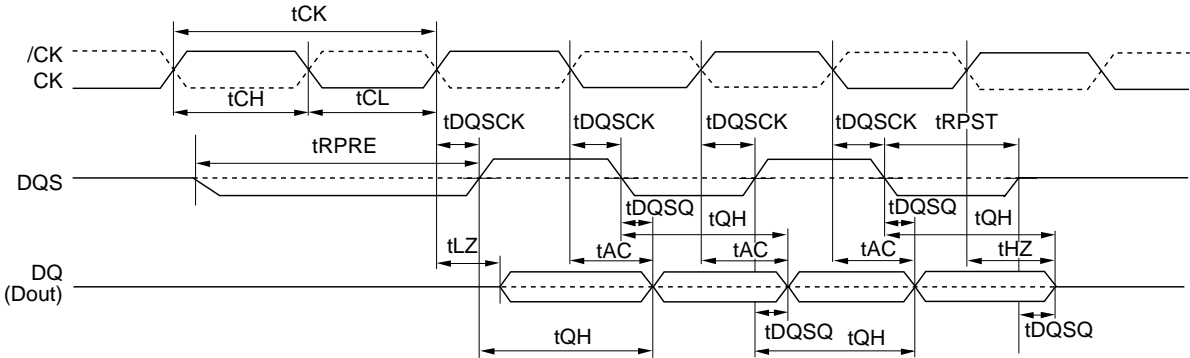 tCK
/CK
CK
tCH tCL
tDQSCK tDQSCK tDQSCK tDQSCK tRPST
tRPRE
DQS
tDQSQ tQH tDQSQ tQH
tLZ tAC tAC tAC tHZ
DQ
(Dout)
tDQSQ tDQSQ
tQH tQH